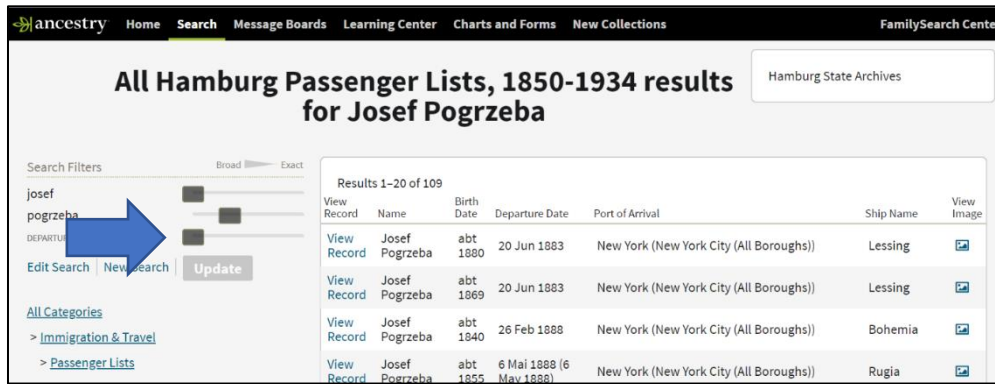 ancestry Home Search Message Boards Learning Center Charts and Forms New Collections FamilySearch Cente
All Hamburg Passenger Lists, 1850-1934 results
for Josef Pogrzeba
Hamburg State Archives
Search Filters Broad Exact
josef
pogrzeba
DEPARTU
Edit Search New Search Update
All Categories
> Immigration & Travel
> Passenger Lists
Results 1–20 of 109
View Record Name Birth Date Departure Date Port of Arrival Ship Name View Image
View Record Josef Pogrzeba abt 1880 20 Jun 1883 New York (New York City (All Boroughs)) Lessing
View Record Josef Pogrzeba abt 1869 20 Jun 1883 New York (New York City (All Boroughs)) Lessing
View Record Josef Pogrzeba abt 1840 26 Feb 1888 New York (New York City (All Boroughs)) Bohemia
View Record Josef Pogrzeba abt 1855 6 Mai 1888 (6 May 1888) New York (New York City (All Boroughs)) Rugia